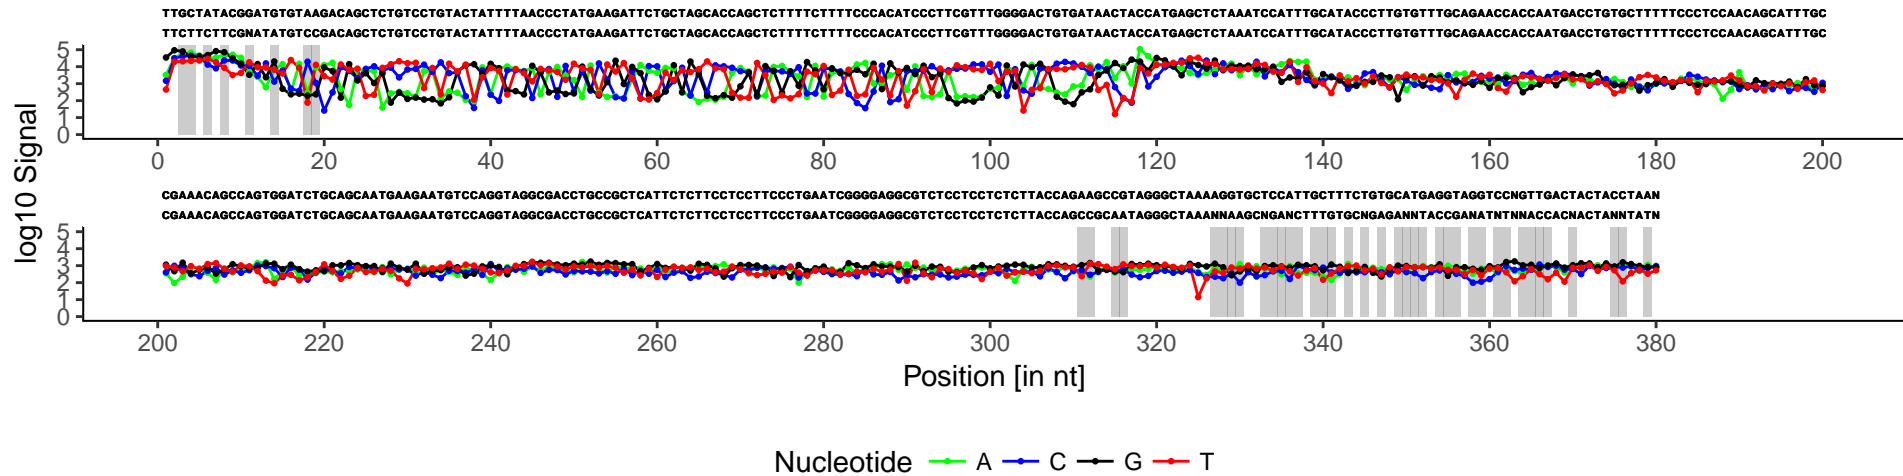 TTGCTATACGGATGTGTAAGACAGCTCTGTCCTGTACTATTTTAACCCTATGAAGATTCTGCTAGCACCAGCTCTTTTCTTTTCCCACATCCCTTCGTTTGGGGACTGTGATAACTACCATGAGCTCTAAATCCATTTGCATACCCTTGTGTTTGCAGAACCACCAATGACCTGTGCTTTTTCCCTCCAACAGCATTTGC
TTCTTCTTCGNATATGTCCGACAGCTCTGTCCTGTACTATTTTAACCCTATGAAGATTCTGCTAGCACCAGCTCTTTTCTTTTCCCACATCCCTTCGTTTGGGGACTGTGATAACTACCATGAGCTCTAAATCCATTTGCATACCCTTGTGTTTGCAGAACCACCAATGACCTGTGCTTTTTCCCTCCAACAGCATTTGC
5
4
3
2
1
0
0 20 40 60 80 100 120 140 160 180 200
CGAAACAGCCAGTGGATCTGCAGCAATGAAGAATGTCCAGGTAGGCGACCTGCCGCTCATTCTCTTCCTCCTTCCCTGAATCGGGGAGGCGTCTCCTCCTCTCTTACCAGAAGCCGTAGGGCTAAAAGGTGCTCCATTGCTTTCTGTGCATGAGGTAGGTCCNGTTGACTACTACCTAAN
CGAAACAGCCAGTGGATCTGCAGCAATGAAGAATGTCCAGGTAGGCGACCTGCCGCTCATTCTCTTCCTCCTTCCCTGAATCGGGGAGGCGTCTCCTCCTCTCTTACCAGCCGCAATAGGGCTAAANNAAGCNGANCTTTGTGCNGAGANNTACCGANATNTNNACCACNACTANNTATN
5
4
3
2
1
0
200 220 240 260 280 300 320 340 360 380
log10 Signal
Position [in nt]
Nucleotide A C G T